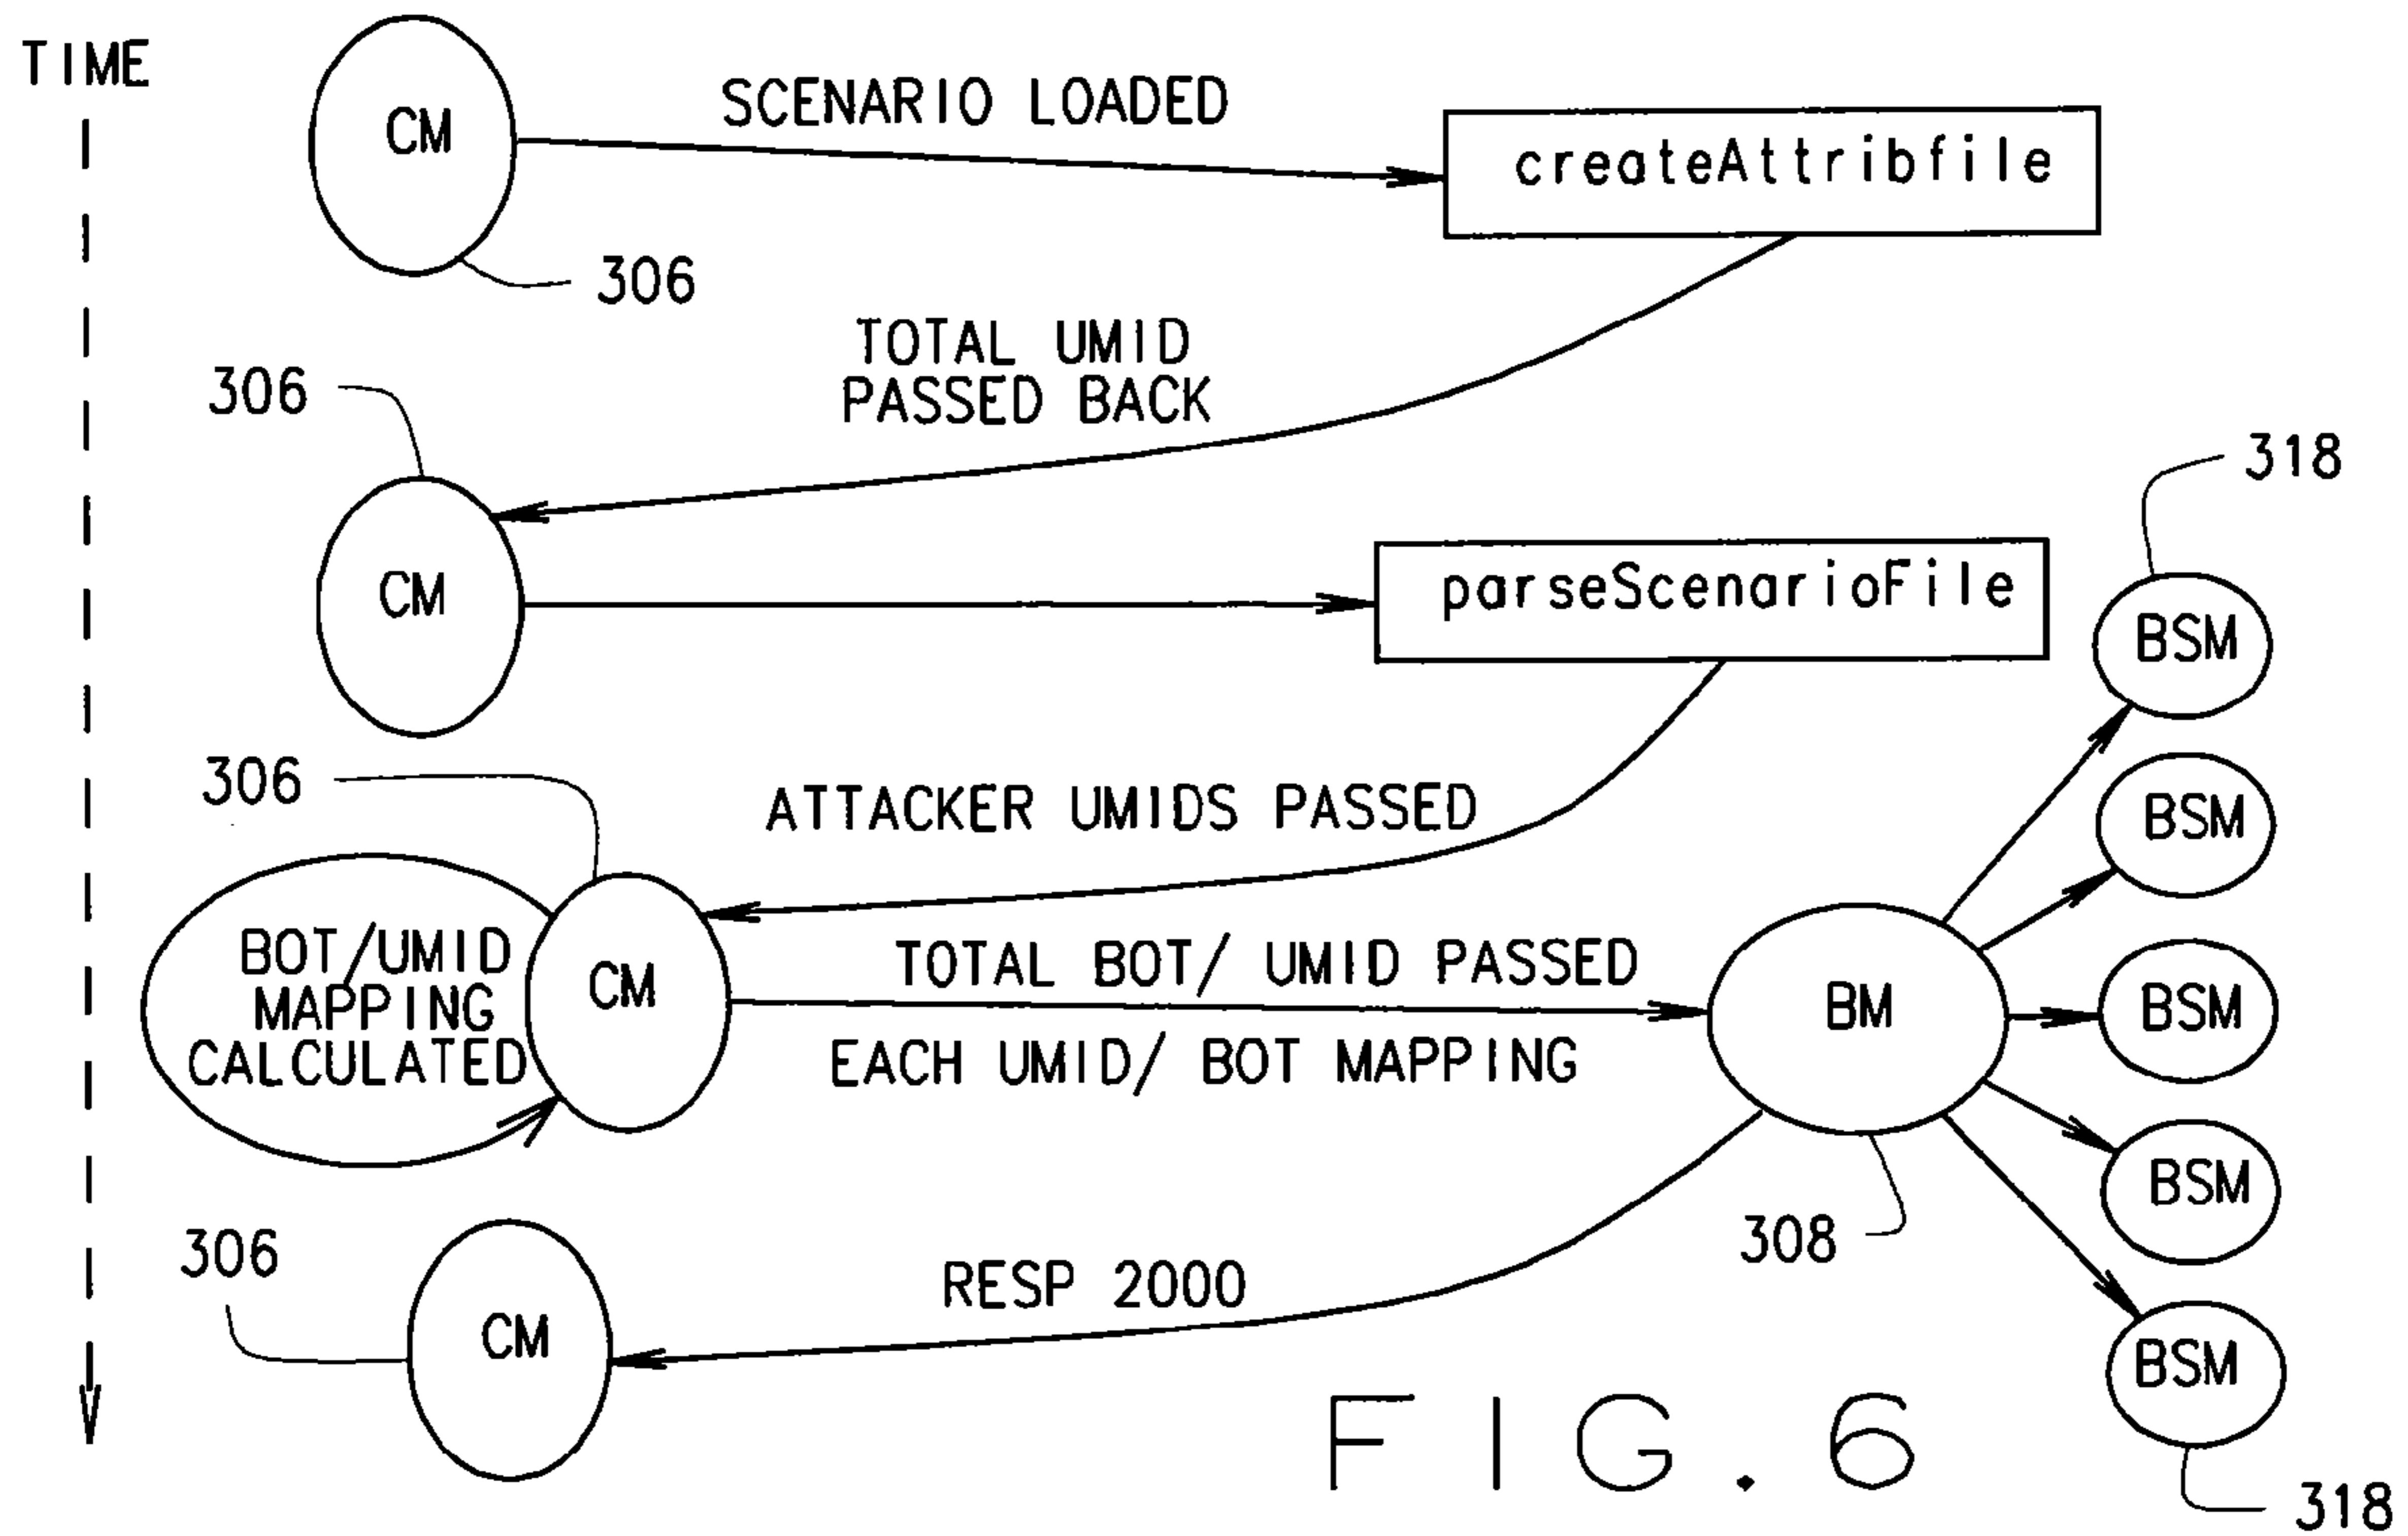 TIME
CM
SCENARIO LOADED
createAttribfile
306
TOTAL UMID
PASSED BACK
306
318
CM
parseScenarioFile
BSM
306
ATTACKER UMIDS PASSED
BSM
BOT/UMID
MAPPING
CALCULATED
CM
TOTAL BOT/ UMID PASSED
EACH UMID/ BOT MAPPING
BM
BSM
BSM
308
306
RESP 2000
CM
BSM
FIG.6
318